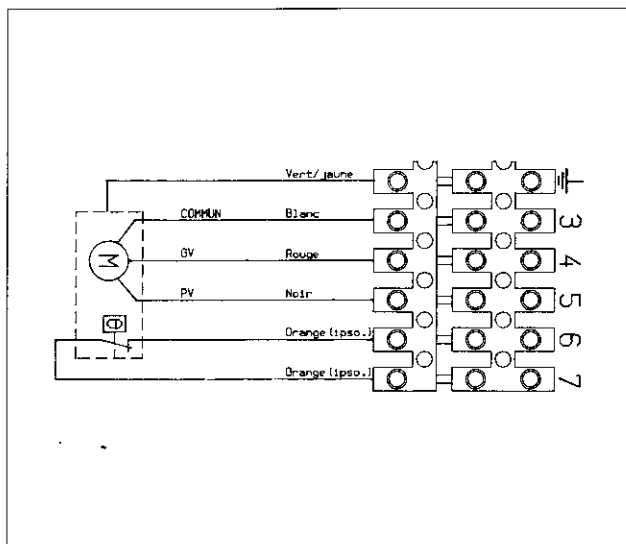 Vert/jaune
COMMUN Blanc 3
M GV Rouge 4
PV Noir 5
Orange(ipso.) 6
Orange(ipso.) 7